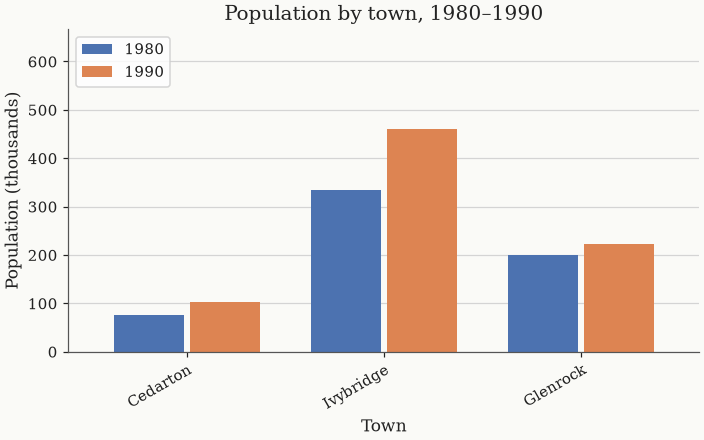 Population by town, 1980–1990
1980
1990
Population (thousands)
600
500
400
300
200
100
0
Cedarton
Ivybridge
Glenrock
Town